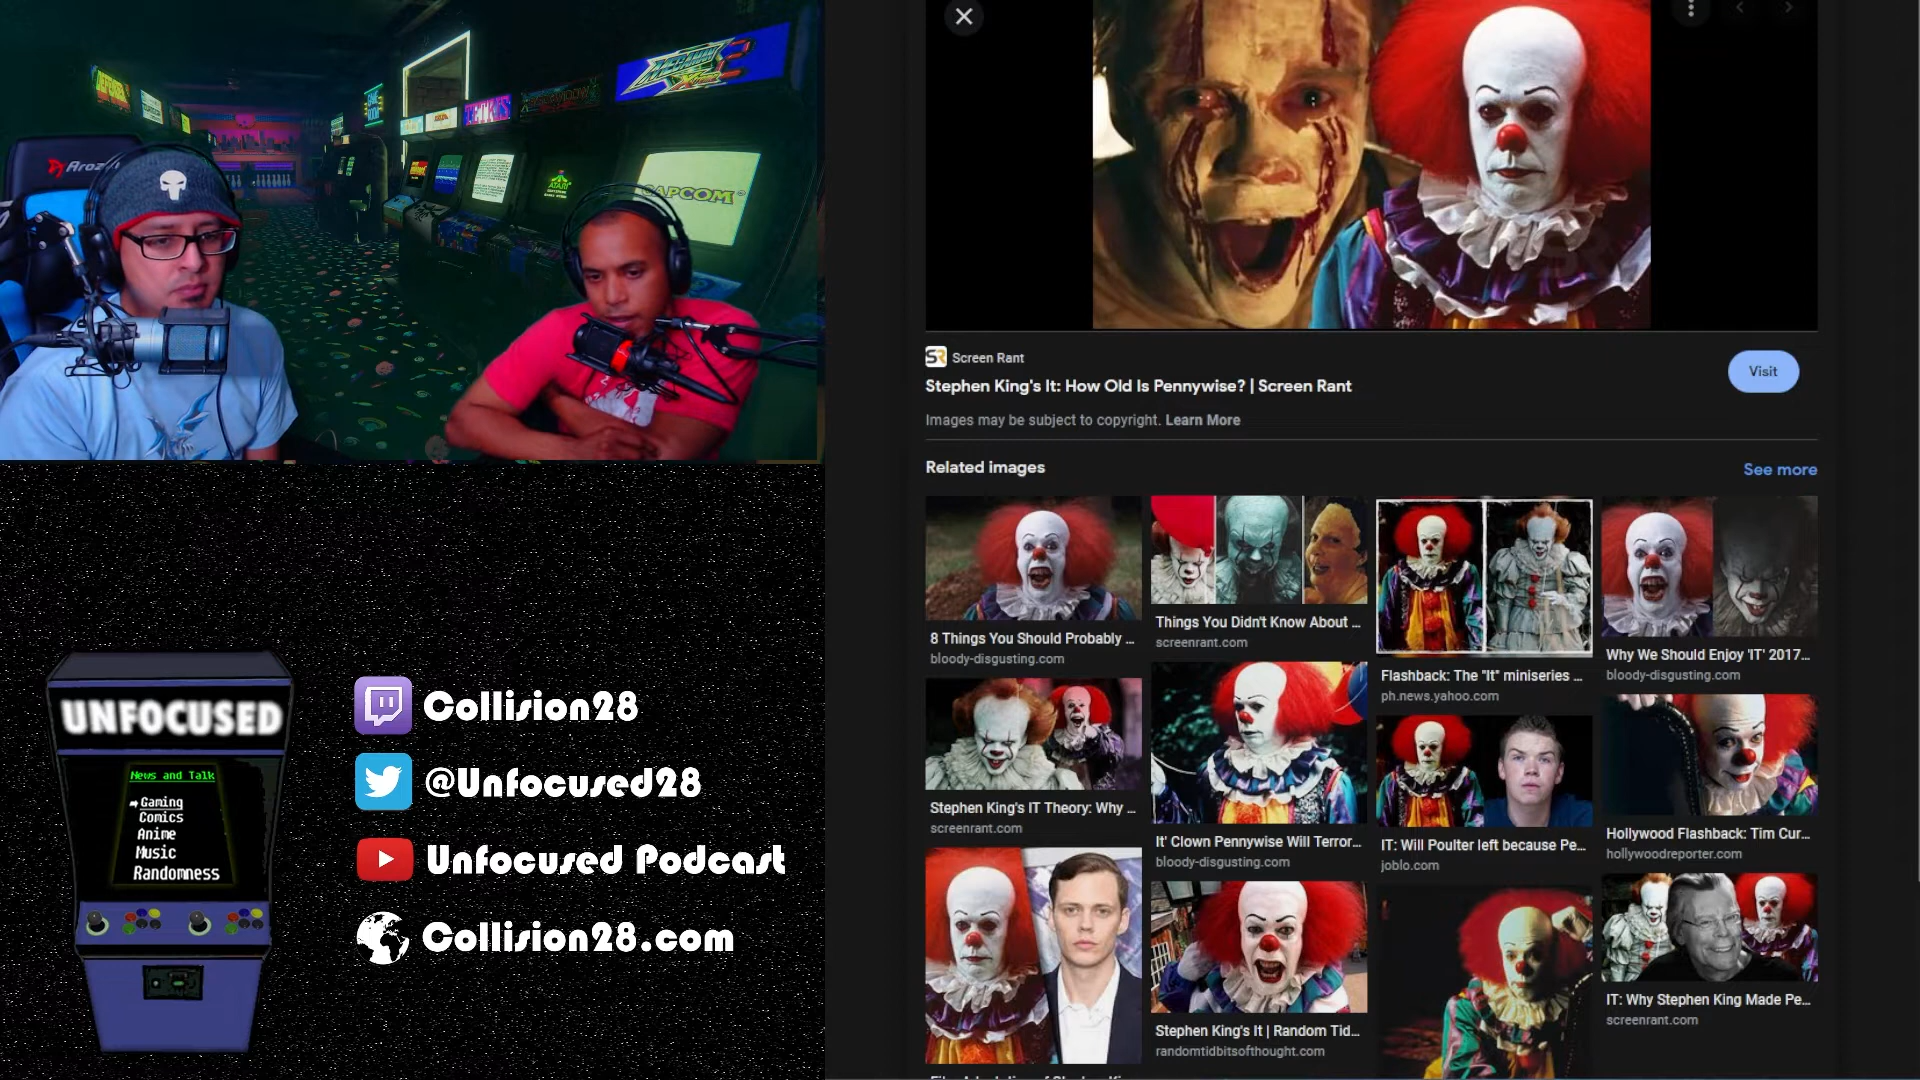 DEFENDER
Aroz
MEGAMAN
X
ATARI
CAPCOM
Screen Rant
Stephen King's It: How Old Is Pennywise? | Screen Rant
Visit
Images may be subject to copyright. Learn More
Related images
See more
8 Things You Should Probably ...
bloody-disgusting.com
Things You Didn't Know About ...
screenrant.com
Flashback: The "It" miniseries ...
ph.news.yahoo.com
Why We Should Enjoy 'IT' 2017...
bloody-disgusting.com
Stephen King's IT Theory: Why ...
screenrant.com
It' Clown Pennywise Will Terror...
bloody-disgusting.com
IT: Will Poulter left because Pe...
joblo.com
Hollywood Flashback: Tim Cur...
hollywoodreporter.com
Stephen King's It | Random Tid...
randomtidbitsofthought.com
IT: Why Stephen King Made Pe...
screenrant.com
UNFOCUSED
News and Talk
Gaming
Comics
Anime
Music
Randomness
Collision28
@Unfocused28
Unfocused Podcast
Collision28.com